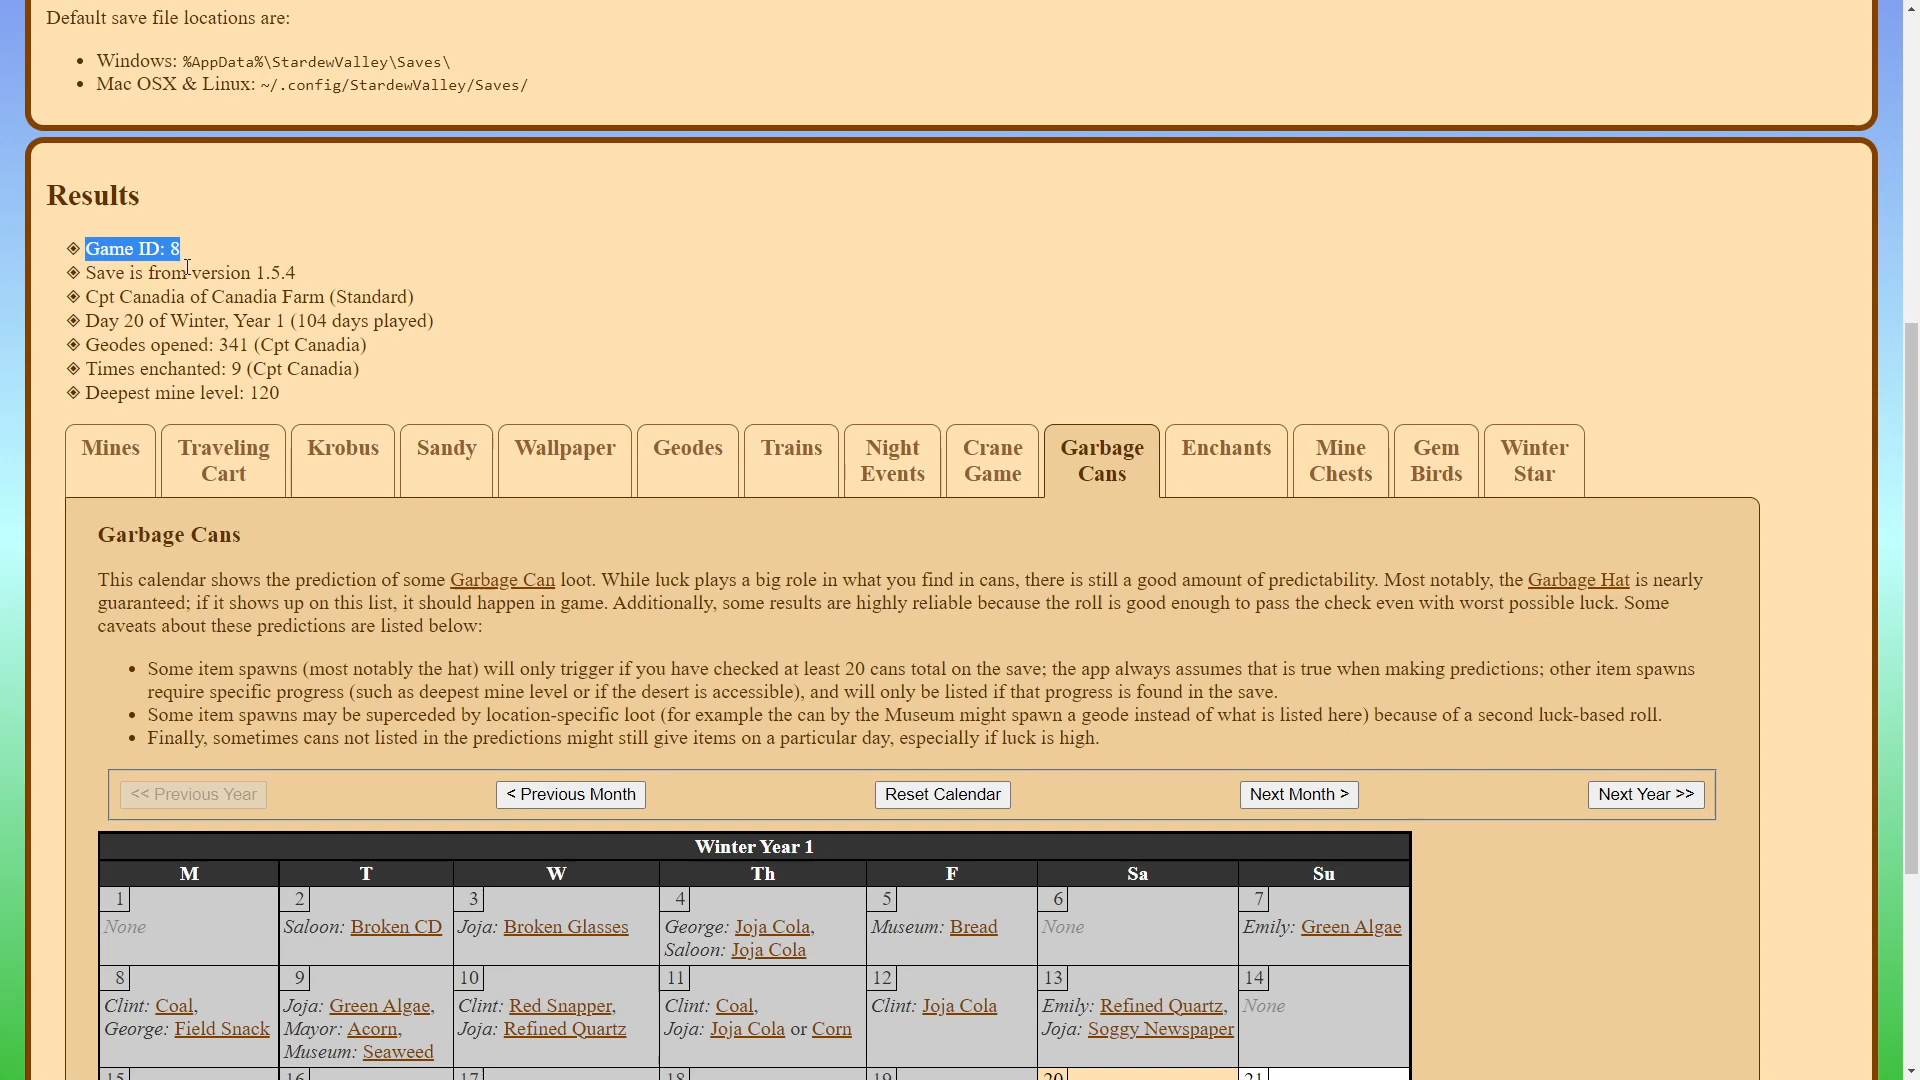 Default save file locations are:
• Windows: %AppData%\StardewValley\Saves\
• Mac OSX & Linux: ~/.config/StardewValley/Saves/
Results
◈ Game ID: 8
◈ Save is from version 1.5.4
◈ Cpt Canadia of Canadia Farm (Standard)
◈ Day 20 of Winter, Year 1 (104 days played)
◈ Geodes opened: 341 (Cpt Canadia)
◈ Times enchanted: 9 (Cpt Canadia)
◈ Deepest mine level: 120
Mines
Traveling
Cart
Krobus
Sandy
Wallpaper
Geodes
Trains
Night
Events
Crane
Game
Garbage
Cans
Enchants
Mine
Chests
Gem
Birds
Winter
Star
Garbage Cans
This calendar shows the prediction of some Garbage Can loot. While luck plays a big role in what you find in cans, there is still a good amount of predictability. Most notably, the Garbage Hat is nearly
guaranteed; if it shows up on this list, it should happen in game. Additionally, some results are highly reliable because the roll is good enough to pass the check even with worst possible luck. Some
caveats about these predictions are listed below:
• Some item spawns (most notably the hat) will only trigger if you have checked at least 20 cans total on the save; the app always assumes that is true when making predictions; other item spawns
require specific progress (such as deepest mine level or if the desert is accessible), and will only be listed if that progress is found in the save.
• Some item spawns may be superceded by location-specific loot (for example the can by the Museum might spawn a geode instead of what is listed here) because of a second luck-based roll.
• Finally, sometimes cans not listed in the predictions might still give items on a particular day, especially if luck is high.
<< Previous Year
< Previous Month
Reset Calendar
Next Month >
Next Year >>
Winter Year 1
M T W Th F Sa Su
1
None
2
Saloon: Broken CD
3
Joja: Broken Glasses
4
George: Joja Cola,
Saloon: Joja Cola
5
Museum: Bread
6
None
7
Emily: Green Algae
8
Clint: Coal,
George: Field Snack
9
Joja: Green Algae,
Mayor: Acorn,
Museum: Seaweed
10
Clint: Red Snapper,
Joja: Refined Quartz
11
Clint: Coal,
Joja: Joja Cola or Corn
12
Clint: Joja Cola
13
Emily: Refined Quartz,
Joja: Soggy Newspaper
14
None
15 16 17 18 19 20 21